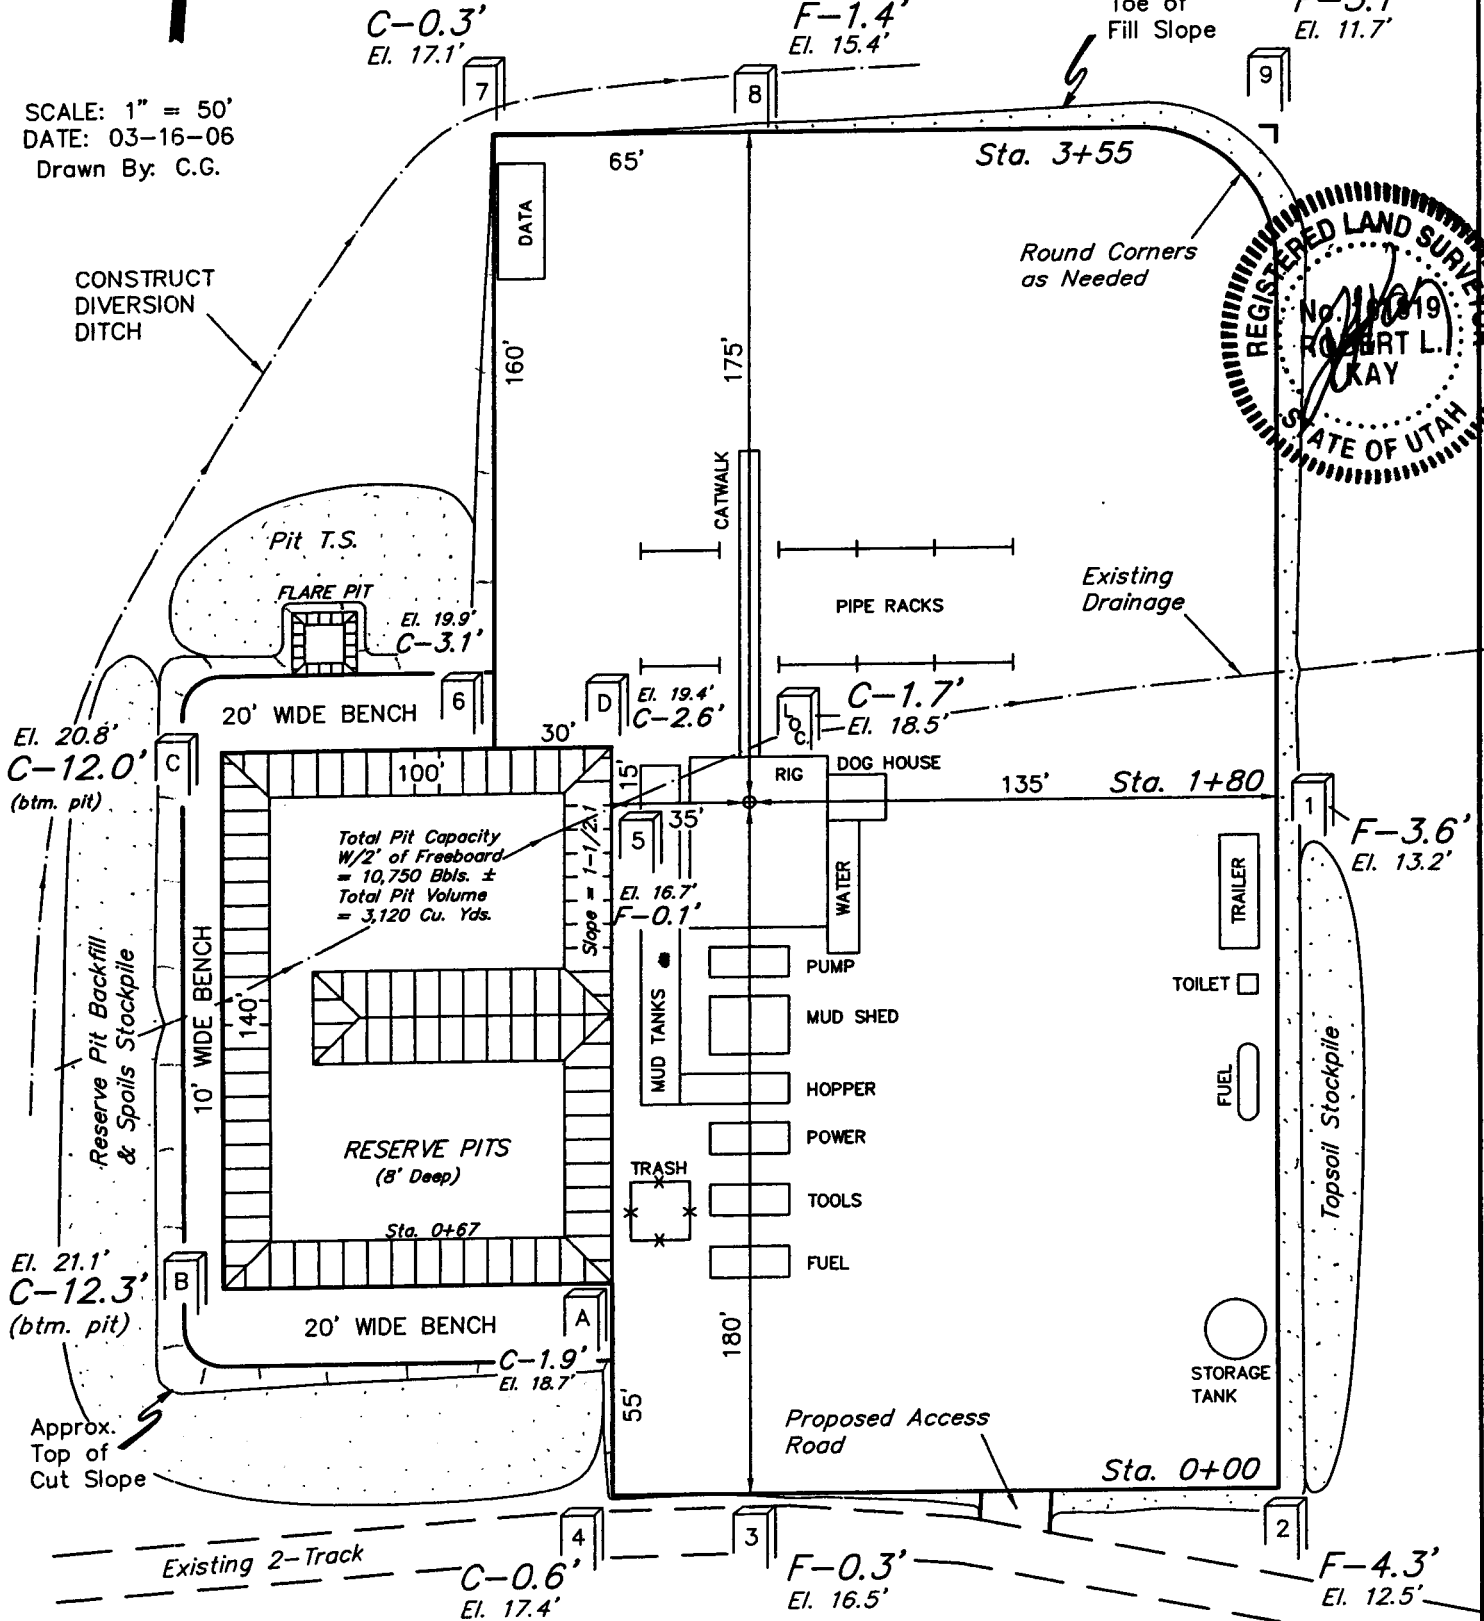 C-0.3'
El. 17.1'
F-1.4'
El. 15.4'
Toe of
Fill Slope
El. 11.7'
7
8
9
SCALE: 1" = 50'
DATE: 03-16-06
Drawn By: C.G.
65'
Sta. 3+55
DATA
Round Corners
as Needed
REGISTERED LAND SURVEYOR
No.
ROBERT L.
KAY
STATE OF UTAH
CONSTRUCT
DIVERSION
DITCH
160'
175'
CATWALK
Pit T.S.
FLARE PIT
El. 19.9'
C-3.1'
PIPE RACKS
Existing
Drainage
6
D
El. 19.4'
C-2.6'
LOC.
C-1.7'
El. 18.5'
20' WIDE BENCH
30'
El. 20.8'
C-12.0'
(btm. pit)
C
100'
15'
RIG
DOG HOUSE
135'
Sta. 1+80
1
F-3.6'
El. 13.2'
35'
5
El. 16.7'
F-0.1'
Total Pit Capacity
W/2' of Freeboard
= 10,750 Bbls. ±
Total Pit Volume
= 3,120 Cu. Yds.
Slope = 1-1/2:1
WATER
TRAILER
Reserve Pit Backfill
& Spoils Stockpile
10' WIDE BENCH
140'
MUD TANKS
PUMP
MUD SHED
HOPPER
POWER
TOOLS
FUEL
TOILET
FUEL
Topsoil Stockpile
RESERVE PITS
(8' Deep)
TRASH
Sta. 0+67
El. 21.1'
C-12.3'
(btm. pit)
B
20' WIDE BENCH
A
C-1.9'
El. 18.7'
180'
55'
STORAGE
TANK
Approx.
Top of
Cut Slope
Proposed Access
Road
Sta. 0+00
4
3
2
Existing 2-Track
C-0.6'
El. 17.4'
F-0.3'
El. 16.5'
F-4.3'
El. 12.5'